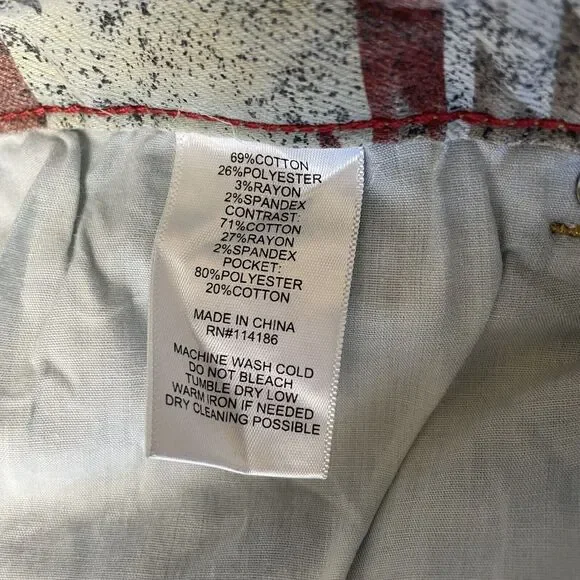 69%COTTON
26%POLYESTER
3%RAYON
2%SPANDEX
CONTRAST:
71%COTTON
27%RAYON
2%SPANDEX
POCKET:
80%POLYESTER
20%COTTON
MADE IN CHINA
RN#114186
MACHINE WASH COLD
DO NOT BLEACH
TUMBLE DRY LOW
WARM IRON IF NEEDED
DRY CLEANING POSSIBLE